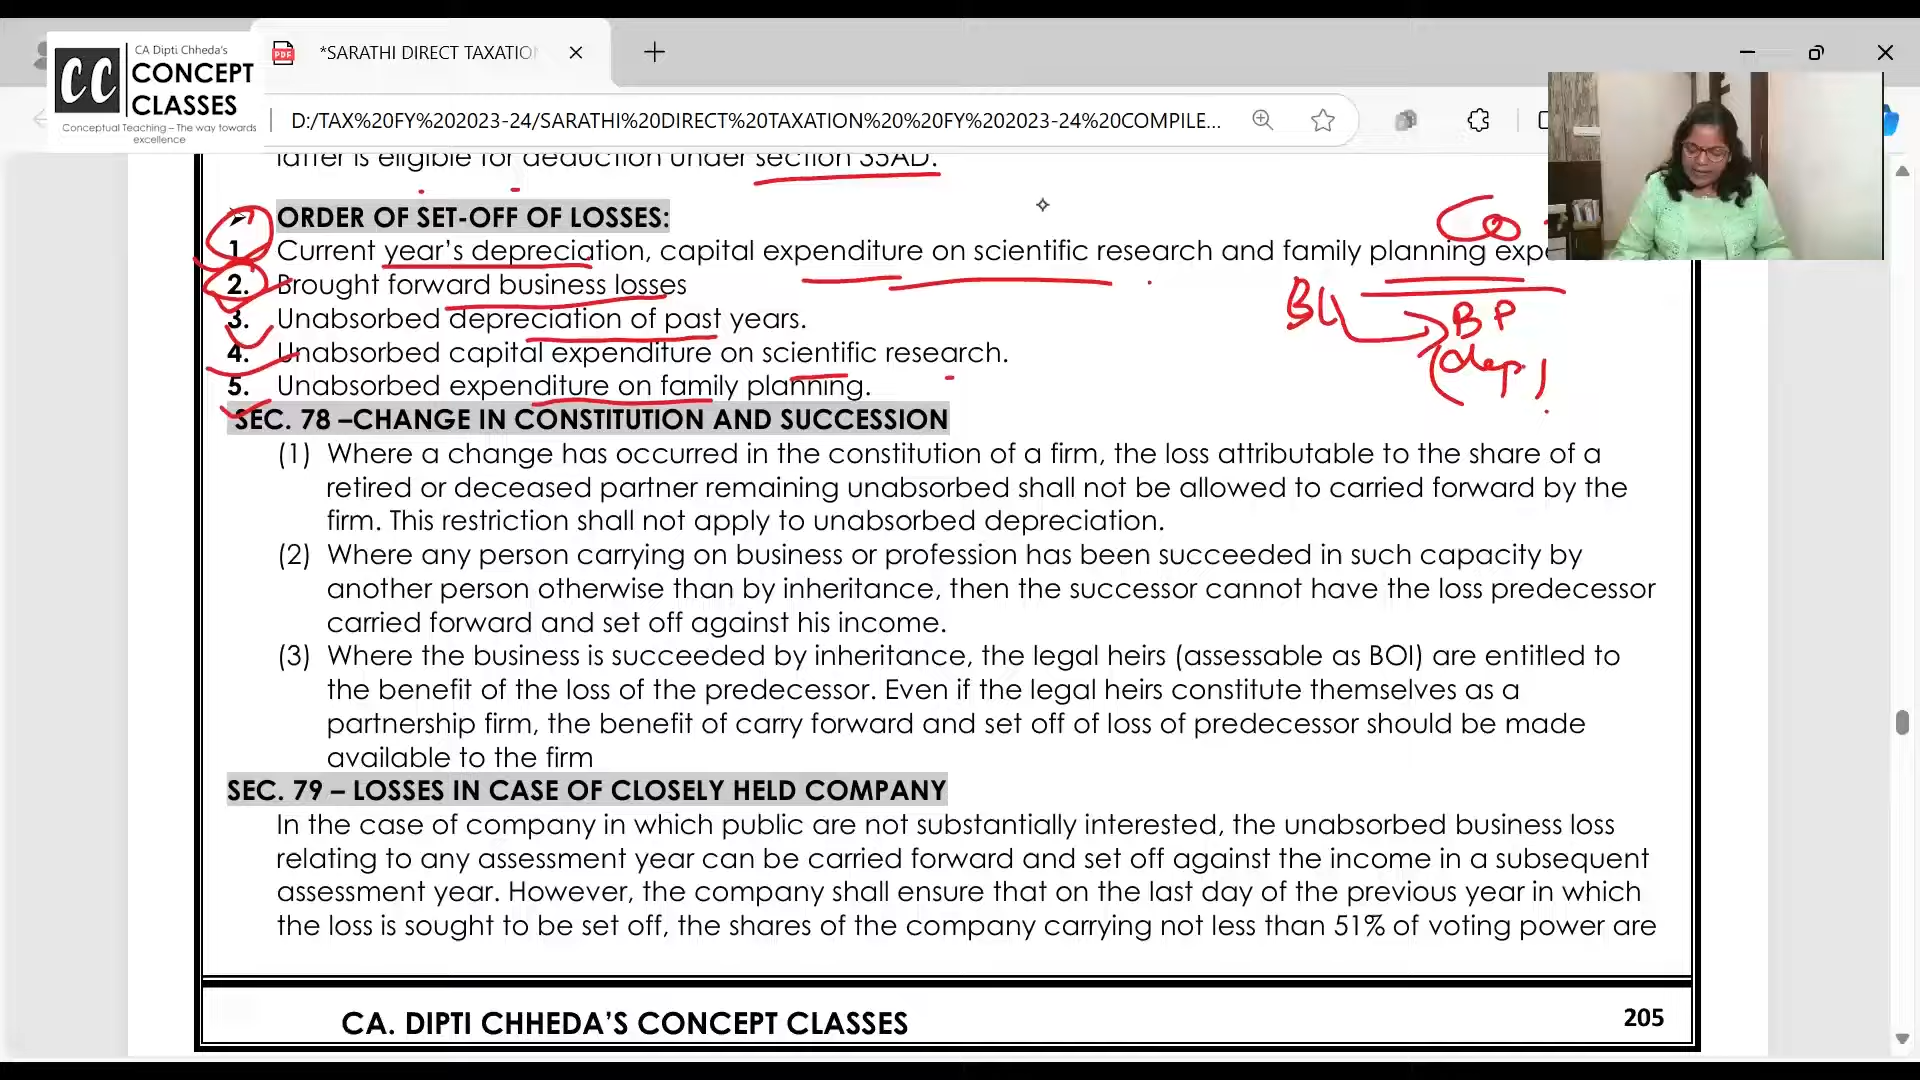 CA Dipti Chheda's
CC CONCEPT
CLASSES
Conceptual Teaching – The way towards
excellence
*SARATHI DIRECT TAXATIO
D:/TAX%20FY%202023-24/SARATHI%20DIRECT%20TAXATION%20%20FY%202023-24%20COMPILE...
latter is eligible for deduction under section 35AD.
➤ ORDER OF SET-OFF OF LOSSES:
1. Current year's depreciation, capital expenditure on scientific research and family planning expe
2. Brought forward business losses
3. Unabsorbed depreciation of past years.
BL
BP
(dep)
4. Unabsorbed capital expenditure on scientific research.
5. Unabsorbed expenditure on family planning.
SEC. 78 –CHANGE IN CONSTITUTION AND SUCCESSION
(1) Where a change has occurred in the constitution of a firm, the loss attributable to the share of a
retired or deceased partner remaining unabsorbed shall not be allowed to carried forward by the
firm. This restriction shall not apply to unabsorbed depreciation.
(2) Where any person carrying on business or profession has been succeeded in such capacity by
another person otherwise than by inheritance, then the successor cannot have the loss predecessor
carried forward and set off against his income.
(3) Where the business is succeeded by inheritance, the legal heirs (assessable as BOI) are entitled to
the benefit of the loss of the predecessor. Even if the legal heirs constitute themselves as a
partnership firm, the benefit of carry forward and set off of loss of predecessor should be made
available to the firm
SEC. 79 – LOSSES IN CASE OF CLOSELY HELD COMPANY
In the case of company in which public are not substantially interested, the unabsorbed business loss
relating to any assessment year can be carried forward and set off against the income in a subsequent
assessment year. However, the company shall ensure that on the last day of the previous year in which
the loss is sought to be set off, the shares of the company carrying not less than 51% of voting power are
CA. DIPTI CHHEDA'S CONCEPT CLASSES
205